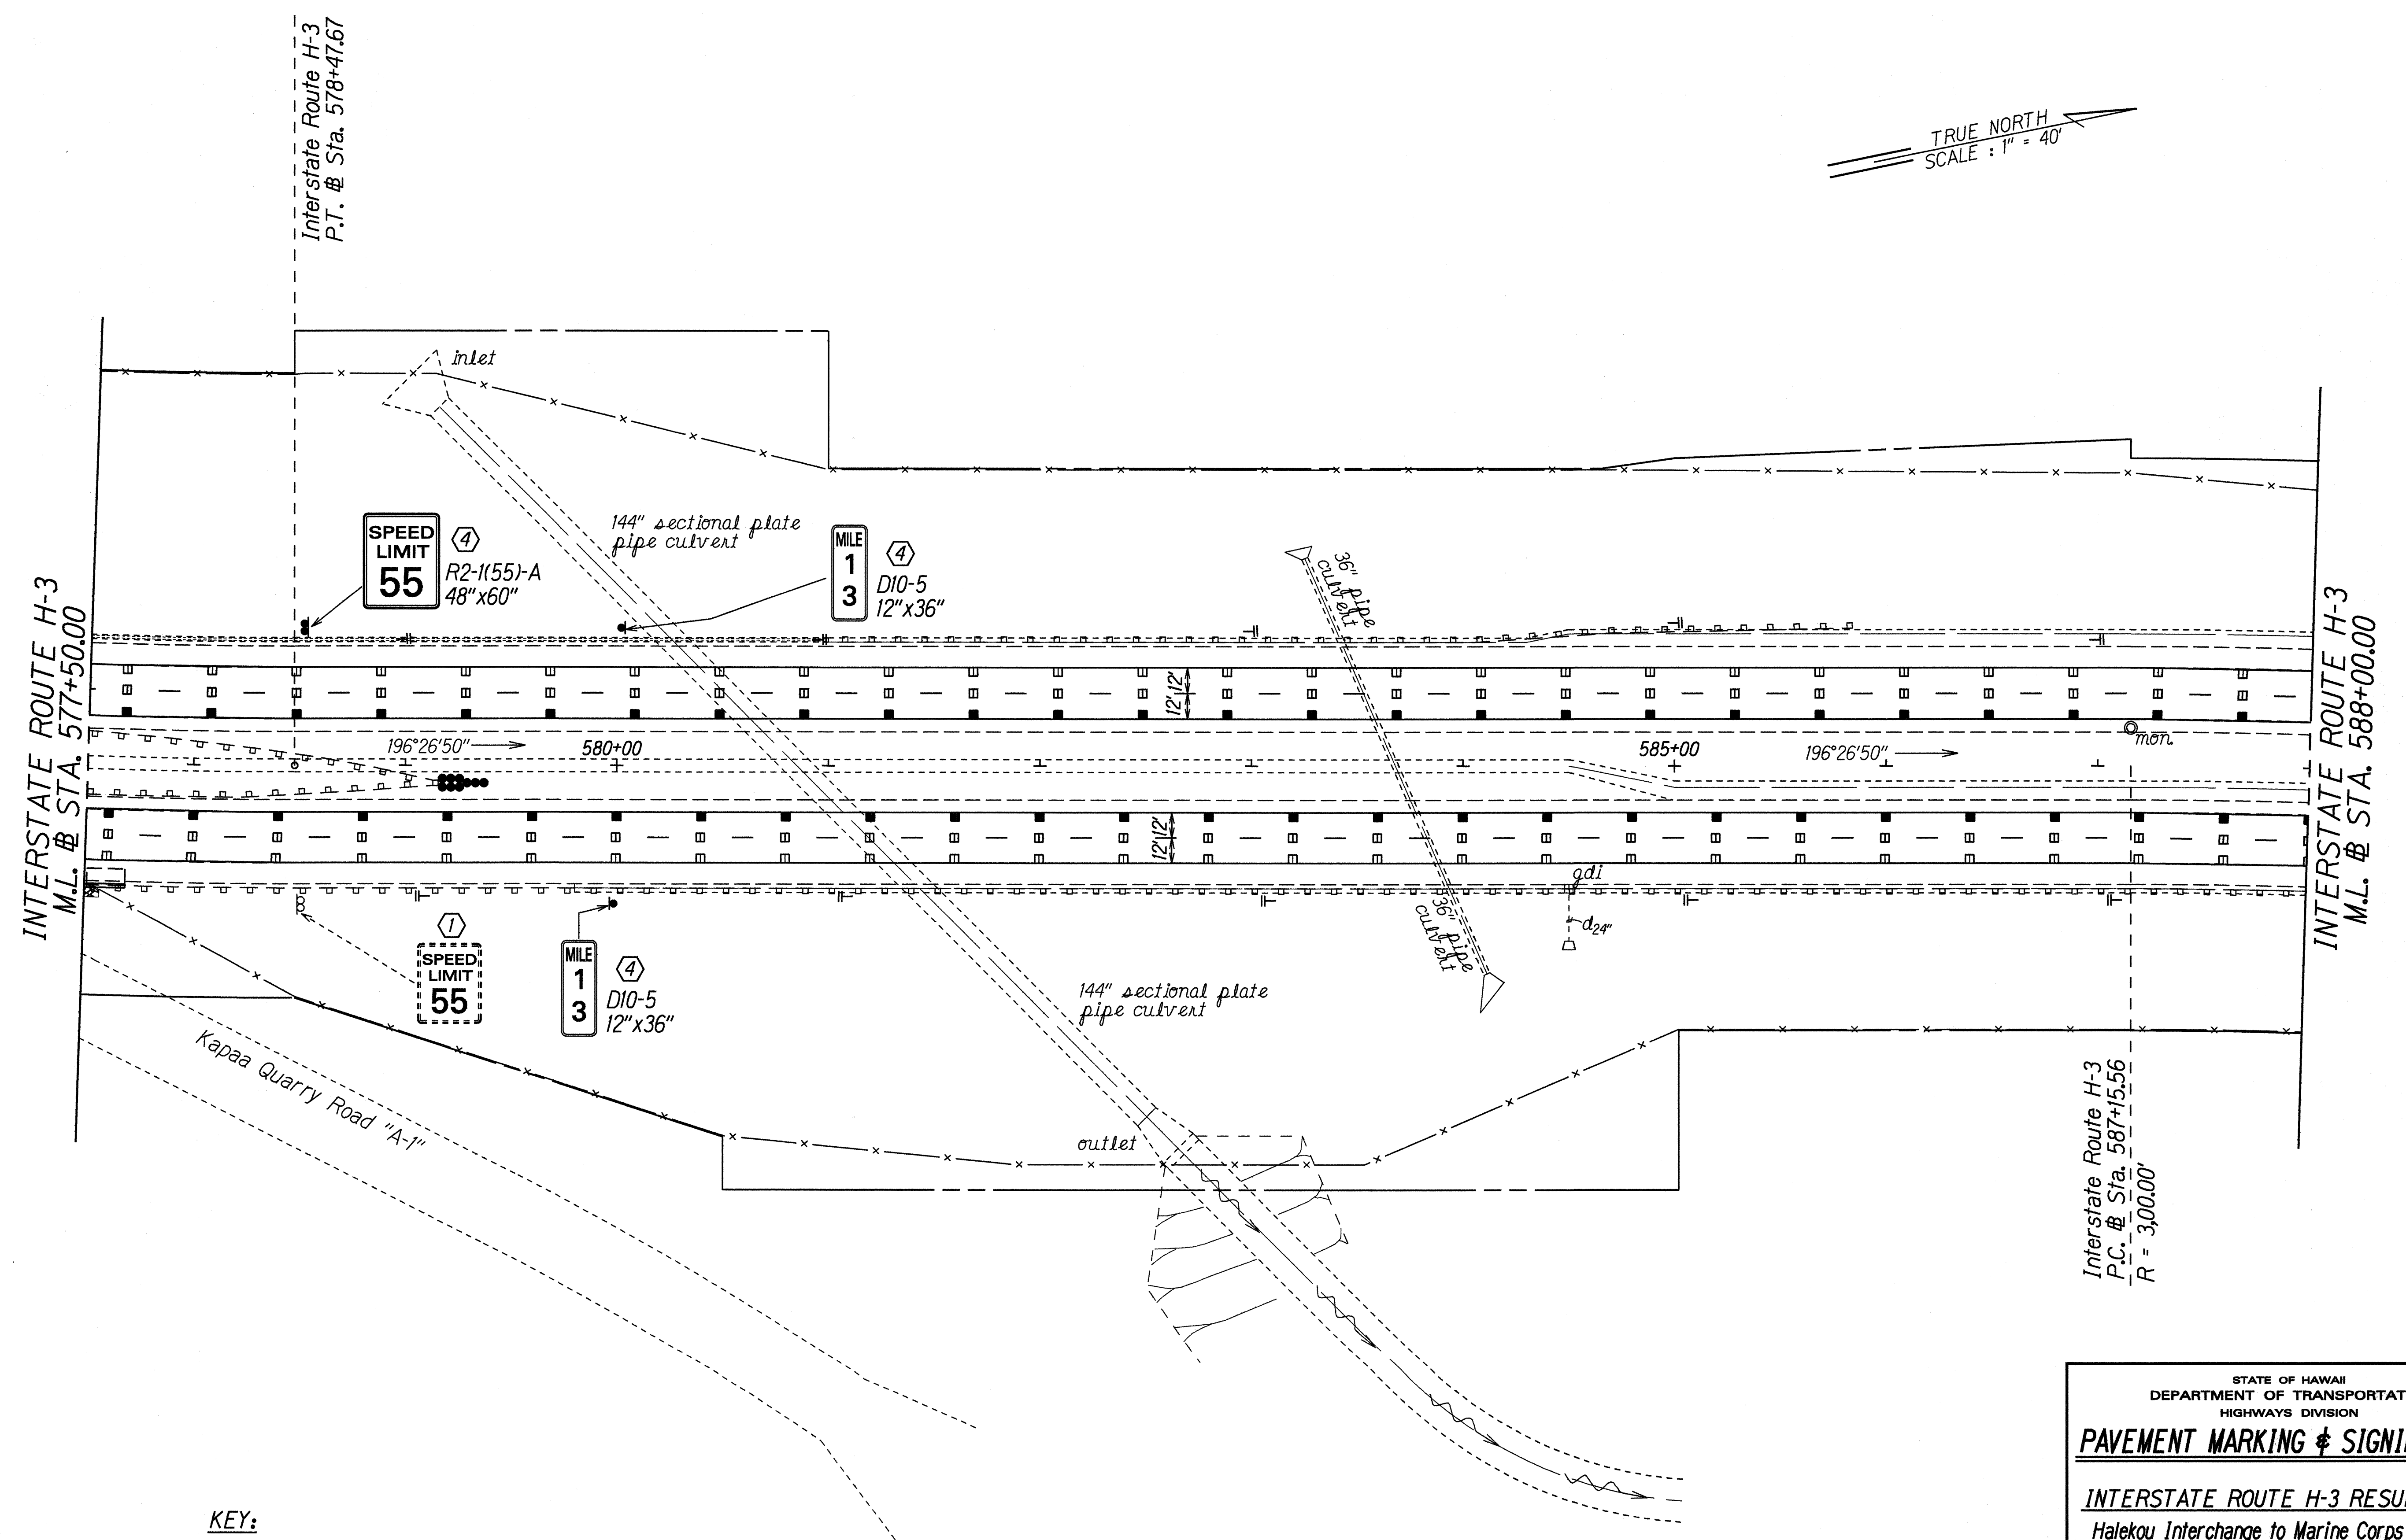 Interstate Route H-3
P.T. ⅊ Sta. 578+47.67
TRUE NORTH
SCALE : 1" = 40'
inlet
144" sectional plate
pipe culvert
SPEED
LIMIT
55
4
R2-1(55)-A
48"x60"
MILE
1
3
4
D10-5
12"x36"
36" pipe
culvert
INTERSTATE ROUTE H-3
M.L. ⅊ STA. 577+50.00
INTERSTATE ROUTE H-3
M.L. ⅊ STA. 588+00.00
12' 12'
196°26'50"
580+00
585+00
196°26'50"
mon.
12' 12'
gdi
d24"
36" pipe
culvert
1
SPEED
LIMIT
55
MILE
1
3
4
D10-5
12"x36"
144" sectional plate
pipe culvert
Kapaa Quarry Road "A-1"
outlet
Interstate Route H-3
P.C. ⅊ Sta. 587+15.56
R = 3,000.00'
STATE OF HAWAII
DEPARTMENT OF TRANSPORTAT
HIGHWAYS DIVISION
PAVEMENT MARKING & SIGNI
INTERSTATE ROUTE H-3 RESU
Halekou Interchange to Marine Corps
KEY: